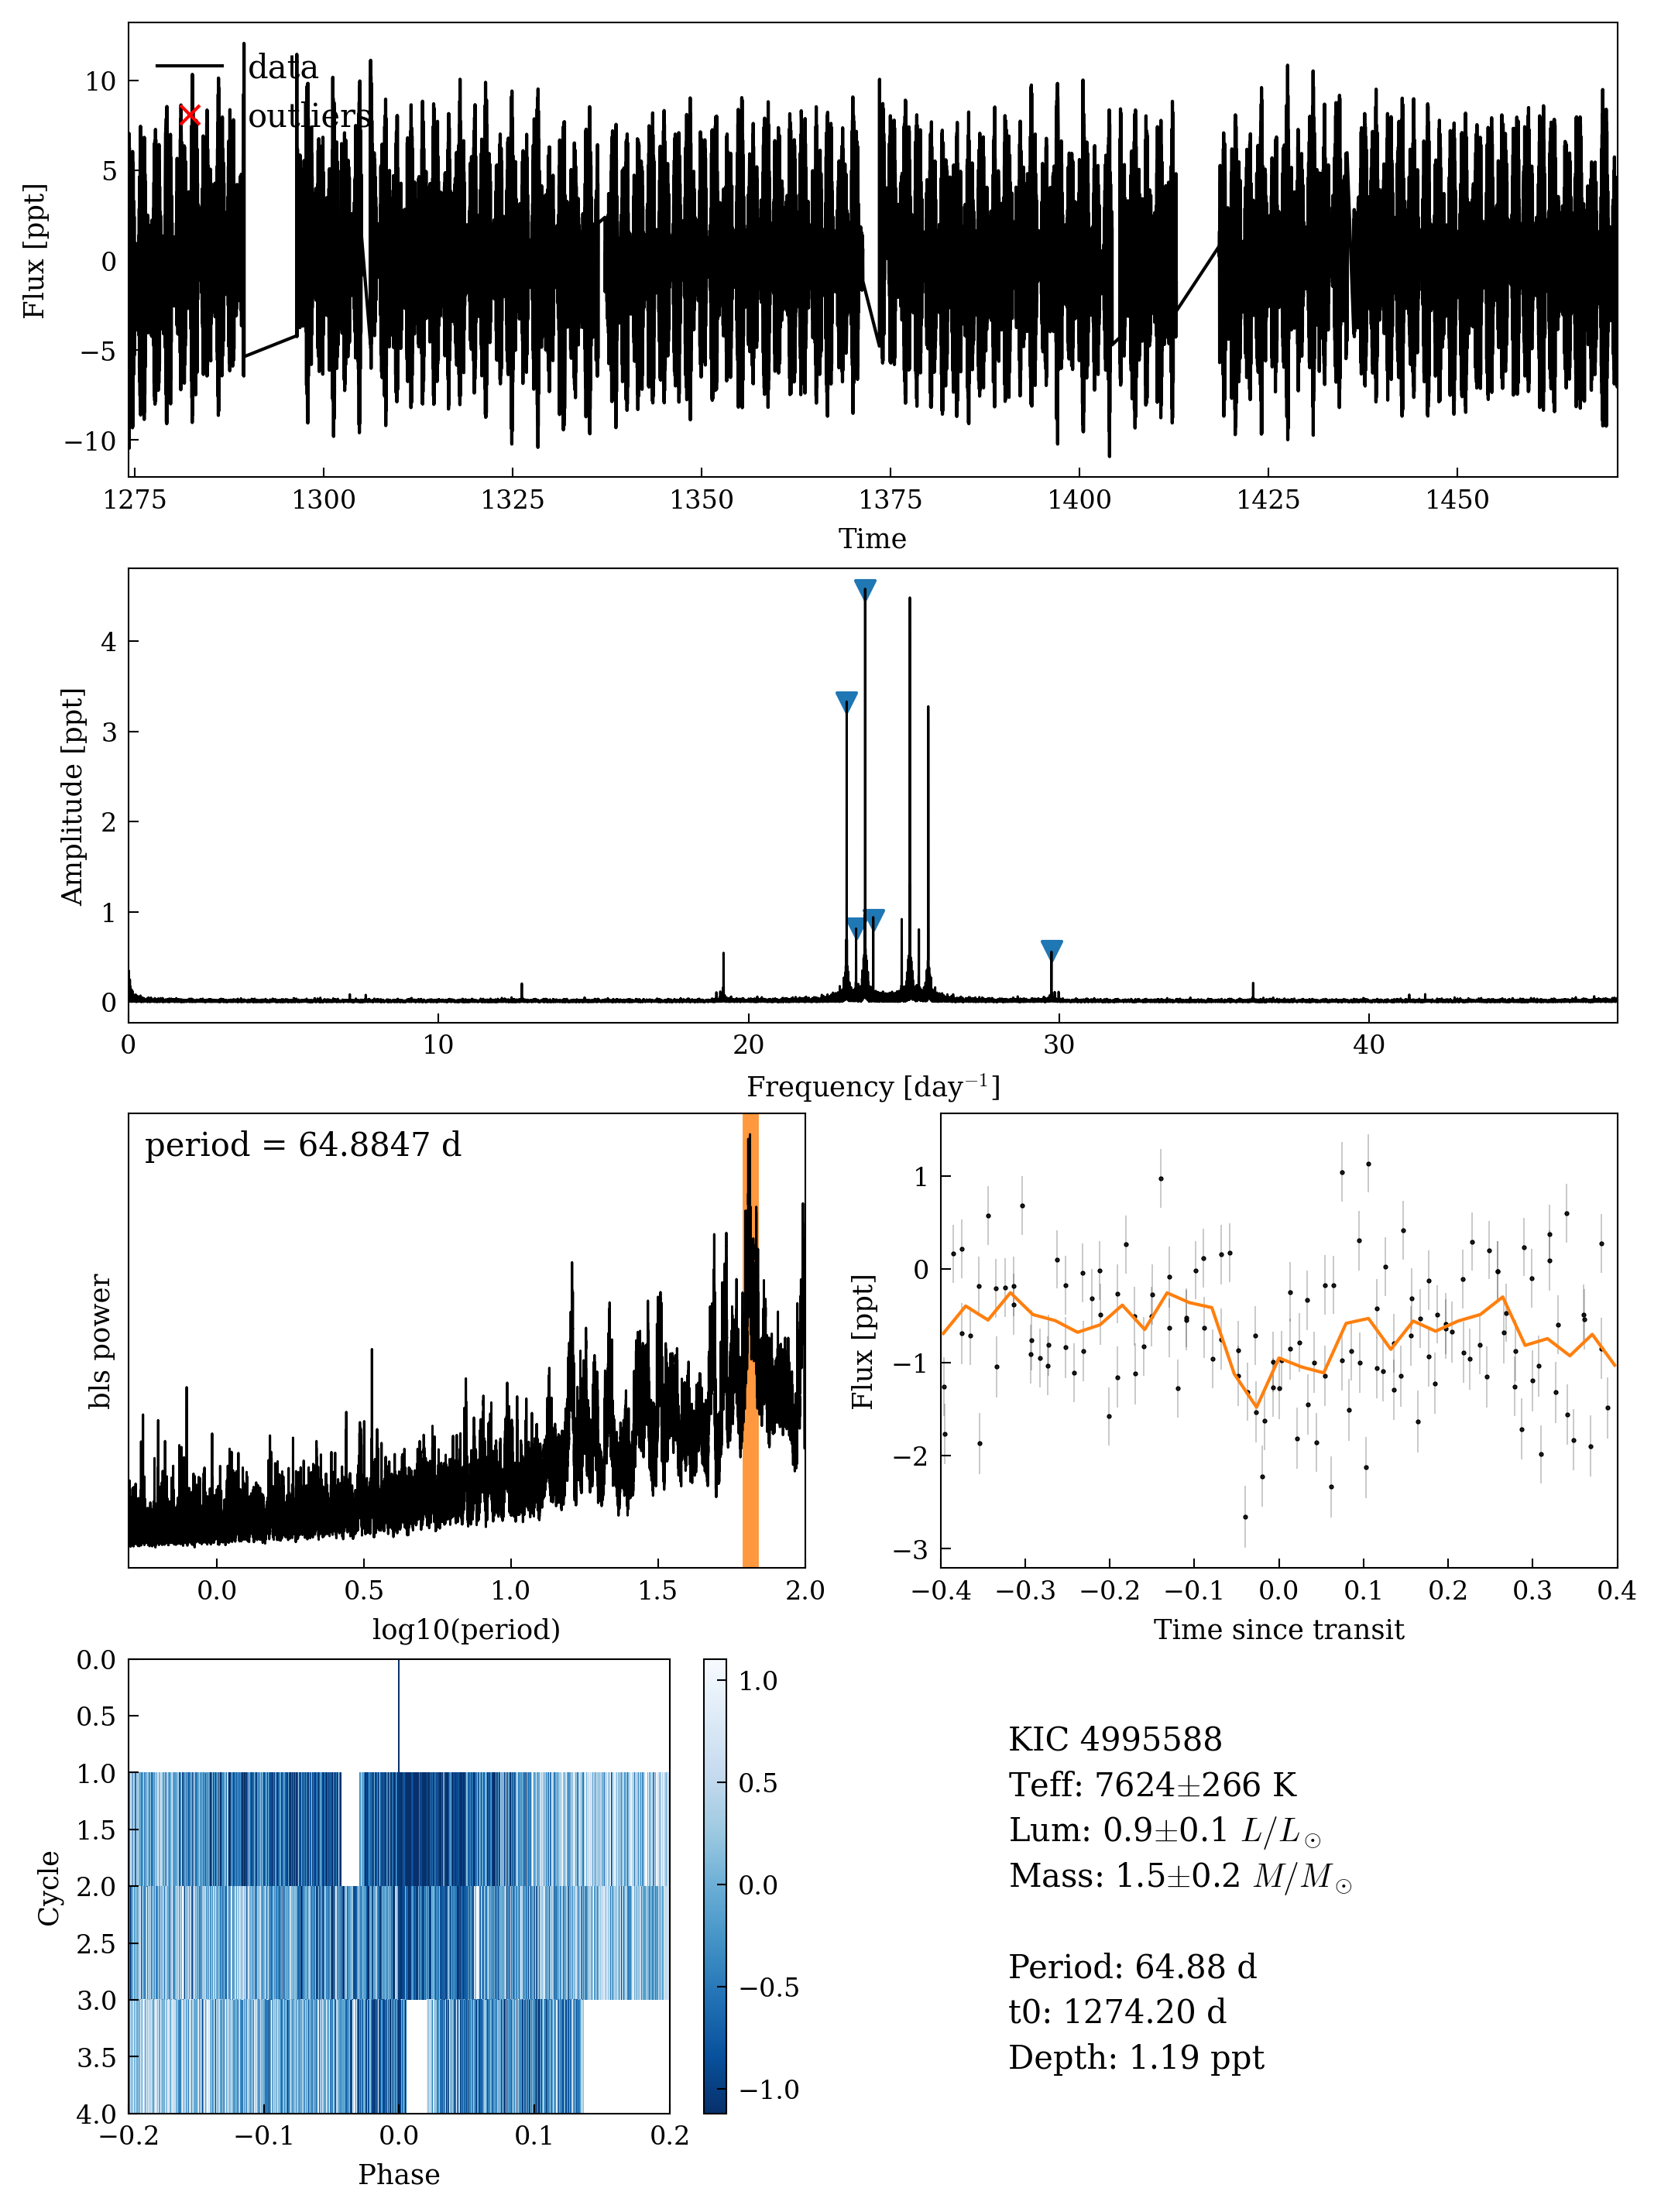 data
outliers
10
5
0
−5
−10
Flux [ppt]
1275 1300 1325 1350 1375 1400 1425 1450
Time
4
3
2
1
0
Amplitude [ppt]
0 10 20 30 40
Frequency [day⁻¹]
period = 64.8847 d
bls power
0.0 0.5 1.0 1.5 2.0
log10(period)
1
0
−1
−2
−3
Flux [ppt]
−0.4 −0.3 −0.2 −0.1 0.0 0.1 0.2 0.3 0.4
Time since transit
0.0
0.5
1.0
1.5
2.0
2.5
3.0
3.5
4.0
Cycle
−0.2 −0.1 0.0 0.1 0.2
Phase
1.0
0.5
0.0
−0.5
−1.0
KIC 4995588
Teff: 7624±266 K
Lum: 0.9±0.1 L/L☉
Mass: 1.5±0.2 M/M☉
Period: 64.88 d
t0: 1274.20 d
Depth: 1.19 ppt